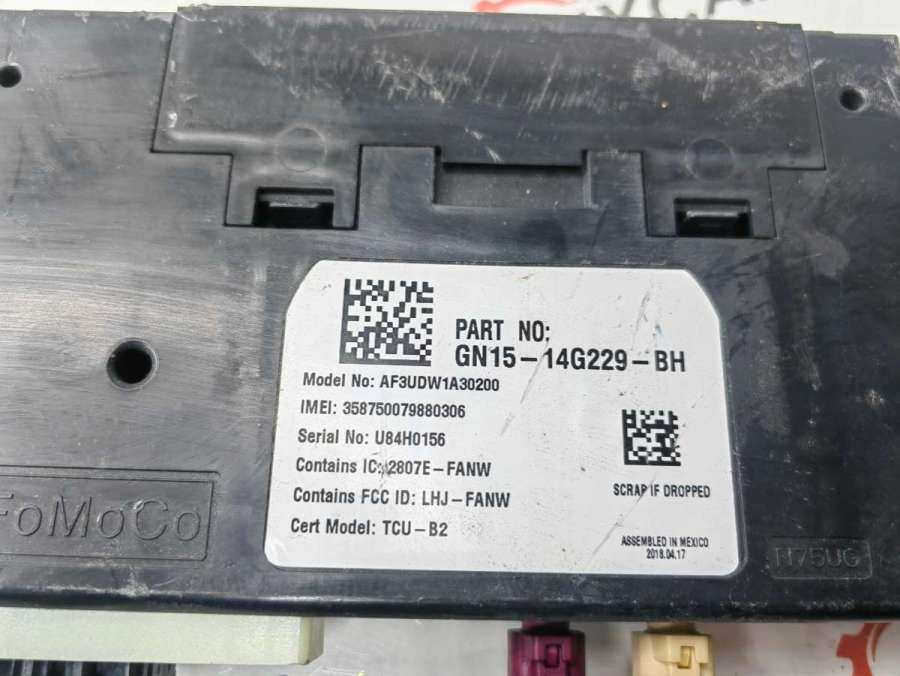 PART NO:
GN15-14G229-BH
Model No: AF3UDW1A30200
IMEI: 358750079880306
Serial No: U84H0156
Contains IC: 2807E-FANW
Contains FCC ID: LHJ-FANW
Cert Model: TCU-B2
SCRAP IF DROPPED
ASSEMBLED IN MEXICO
2018.04.17
FoMoCo